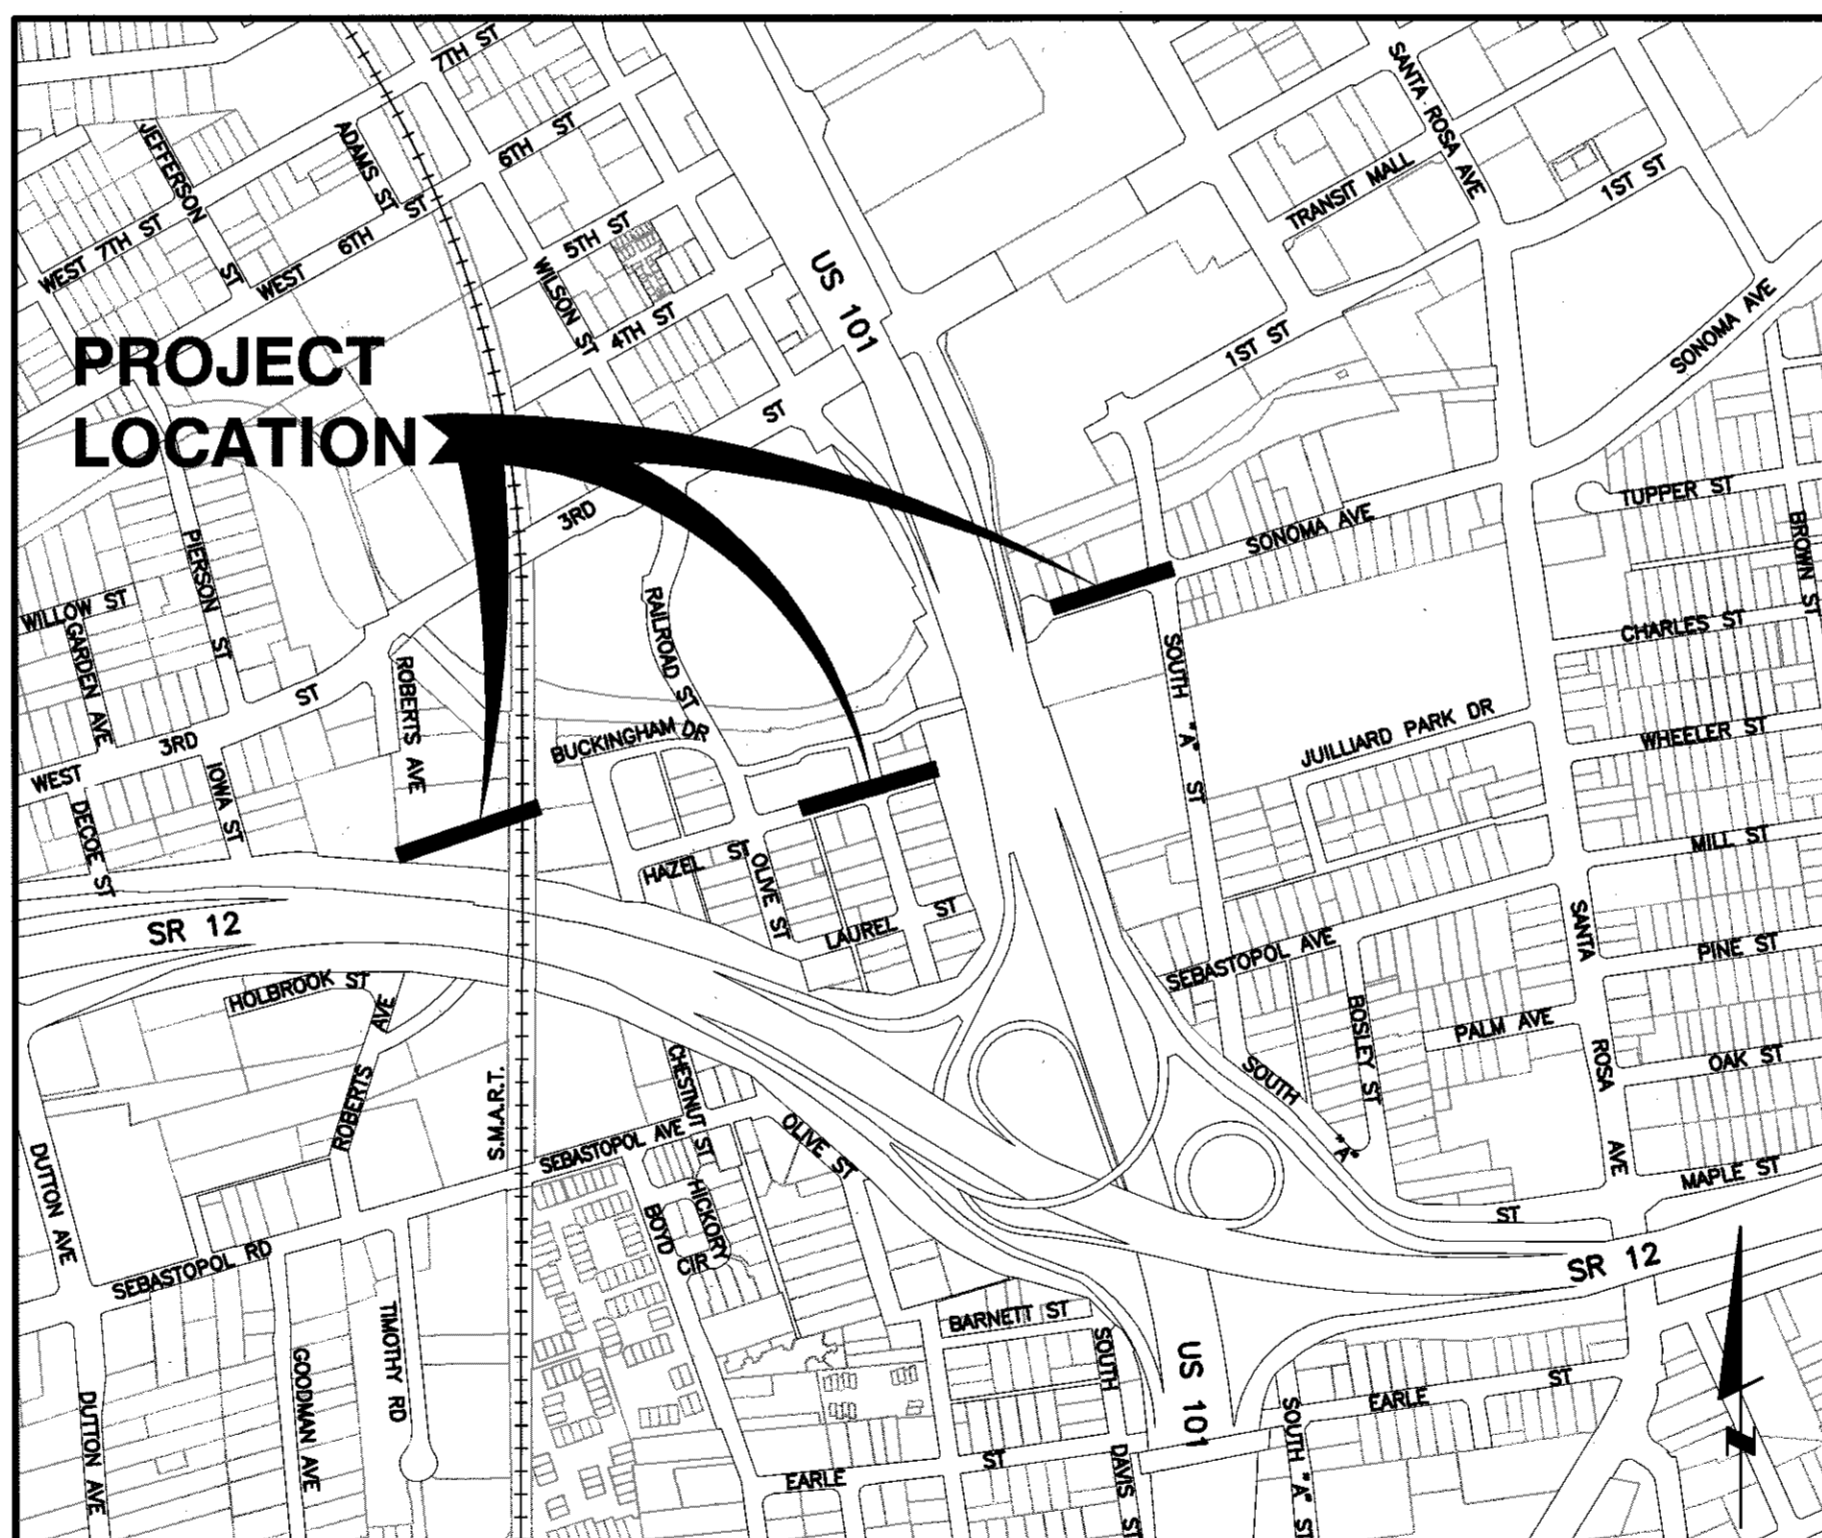 7TH ST
SANTA ROSA AVE
JEFFERSON ST
ADAMS ST
6TH ST
TRANSIT MALL
1ST ST
WEST 7TH ST
WEST 6TH ST
5TH ST
WILSON ST
4TH ST
US 101
1ST ST
SONOMA AVE
PROJECT
LOCATION
3RD ST
PIERSON ST
SONOMA AVE
TUPPER ST
BROWN ST
WILLOW ST
GARDEN AVE
RAILROAD ST
CHARLES ST
SOUTH "A" ST
ROBERTS AVE
WEST 3RD ST
IOWA ST
DECOE ST
BUCKINGHAM DR
JUILLIARD PARK DR
WHEELER ST
HAZEL ST
OLIVE ST
LAUREL ST
MILL ST
SR 12
SEBASTOPOL AVE
SANTA ROSA AVE
PINE ST
HOLBROOK ST
ROBERTS AVE
BOSLEY ST
PALM AVE
OAK ST
S.M.A.R.T.
CHESTNUT ST
SOUTH "A" ST
SEBASTOPOL AVE
OLIVE ST
MAPLE ST
DUTTON AVE
HICKORY
BOYD
CIR
SEBASTOPOL RD
SR 12
TIMOTHY RD
GOODMAN AVE
DUTTON AVE
BARNETT ST
SOUTH DAVIS ST
US 101
SOUTH "A" ST
EARLE ST
EARLE ST
N